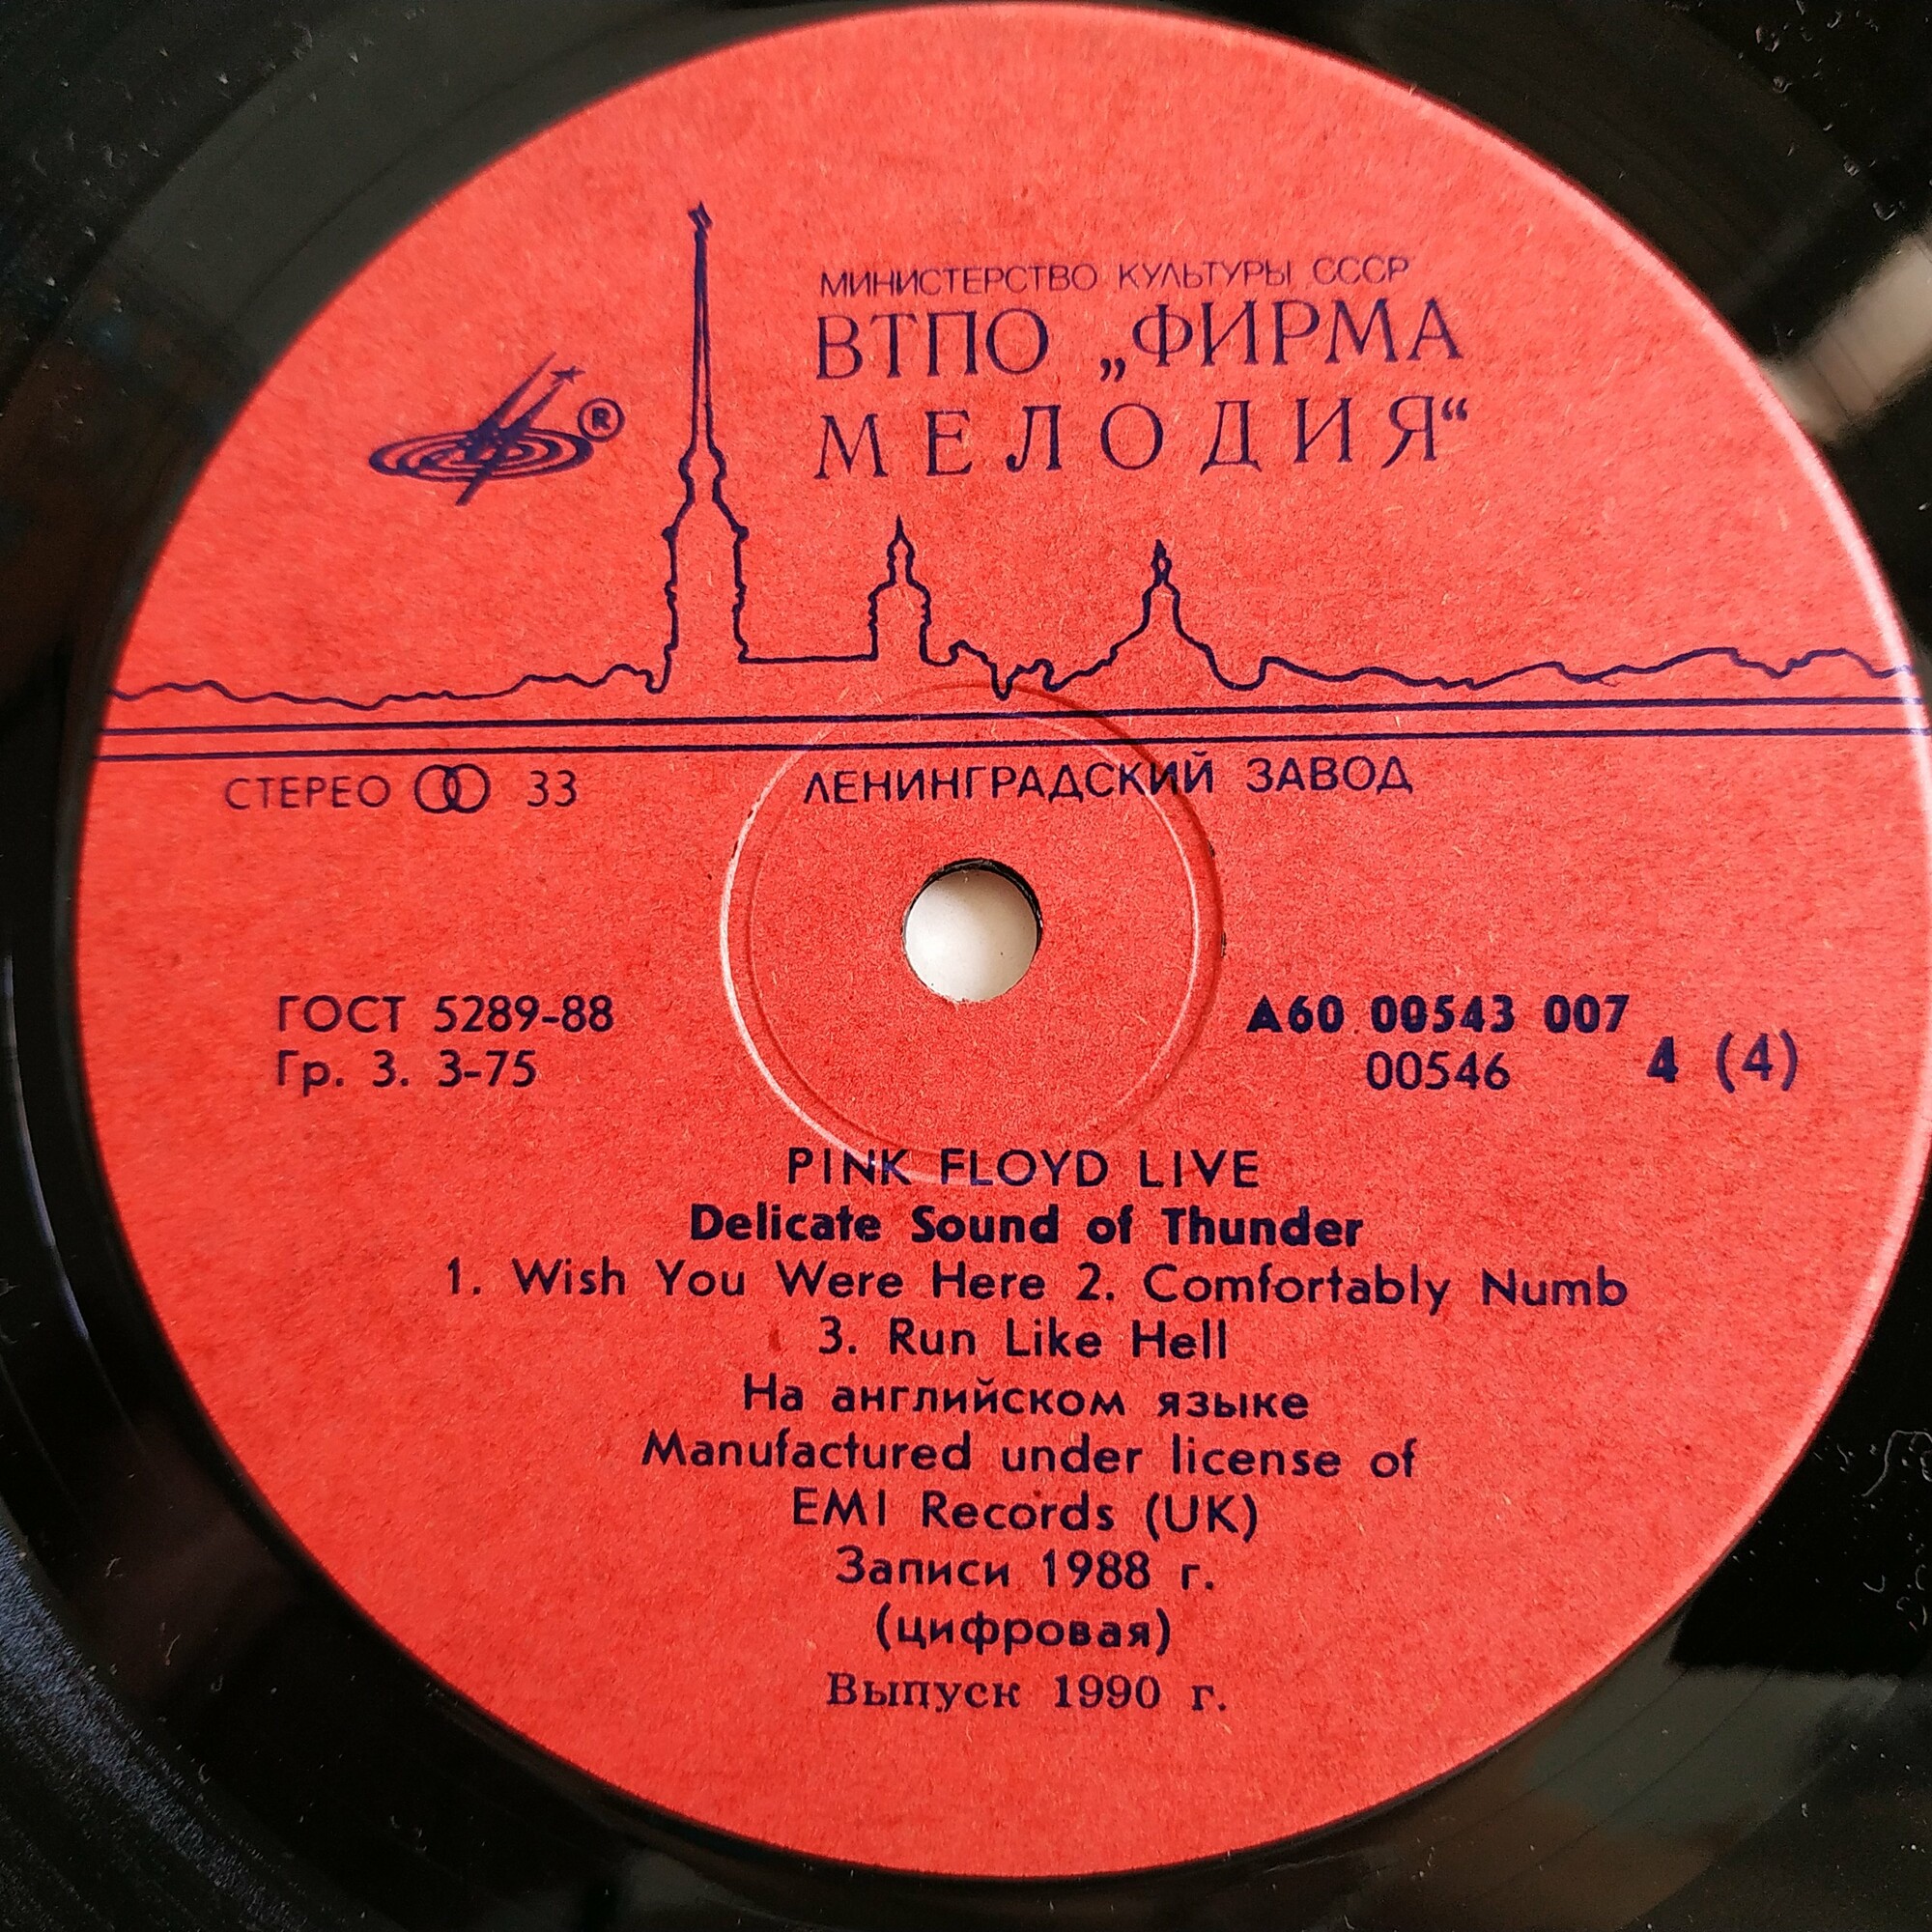 МИНИСТЕРСТВО КУЛЬТУРЫ СССР
ВТПО „ФИРМА
МЕЛОДИЯ“
®
СТЕРЕО 33
ЛЕНИНГРАДСКИЙ ЗАВОД
ГОСТ 5289-88
Гр. 3. 3-75
А60 00543 007
00546 4 (4)
PINK FLOYD LIVE
Delicate Sound of Thunder
1. Wish You Were Here 2. Comfortably Numb
3. Run Like Hell
На английском языке
Manufactured under license of
EMI Records (UK)
Записи 1988 г.
(цифровая)
Выпуск 1990 г.